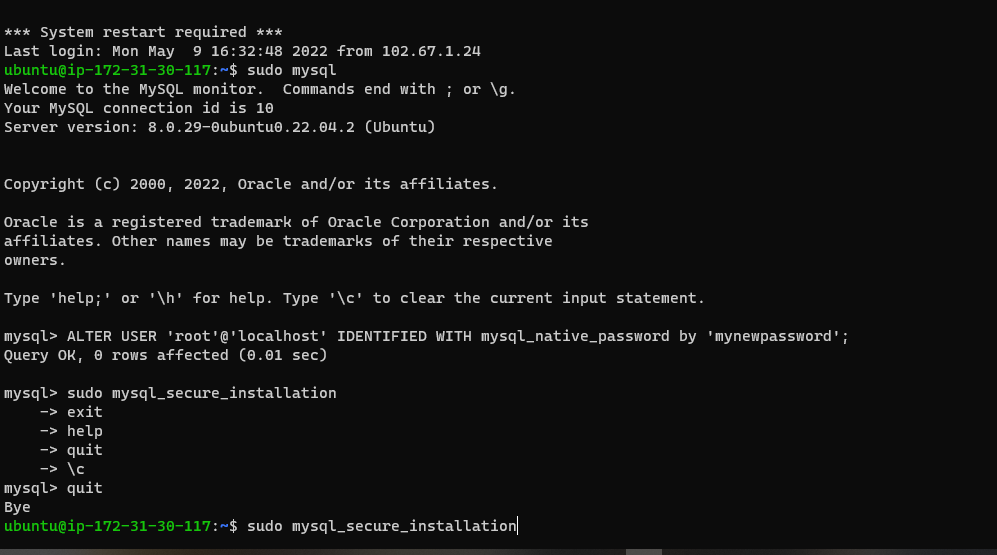 *** System restart required ***
Last login: Mon May  9 16:32:48 2022 from 102.67.1.24
ubuntu@ip-172-31-30-117:~$ sudo mysql
Welcome to the MySQL monitor.  Commands end with ; or \g.
Your MySQL connection id is 10
Server version: 8.0.29-0ubuntu0.22.04.2 (Ubuntu)
Copyright (c) 2000, 2022, Oracle and/or its affiliates.
Oracle is a registered trademark of Oracle Corporation and/or its
affiliates. Other names may be trademarks of their respective
owners.
Type 'help;' or '\h' for help. Type '\c' to clear the current input statement.
mysql> ALTER USER 'root'@'localhost' IDENTIFIED WITH mysql_native_password by 'mynewpassword';
Query OK, 0 rows affected (0.01 sec)
mysql> sudo mysql_secure_installation
    -> exit
    -> help
    -> quit
    -> \c
mysql> quit
Bye
ubuntu@ip-172-31-30-117:~$ sudo mysql_secure_installation